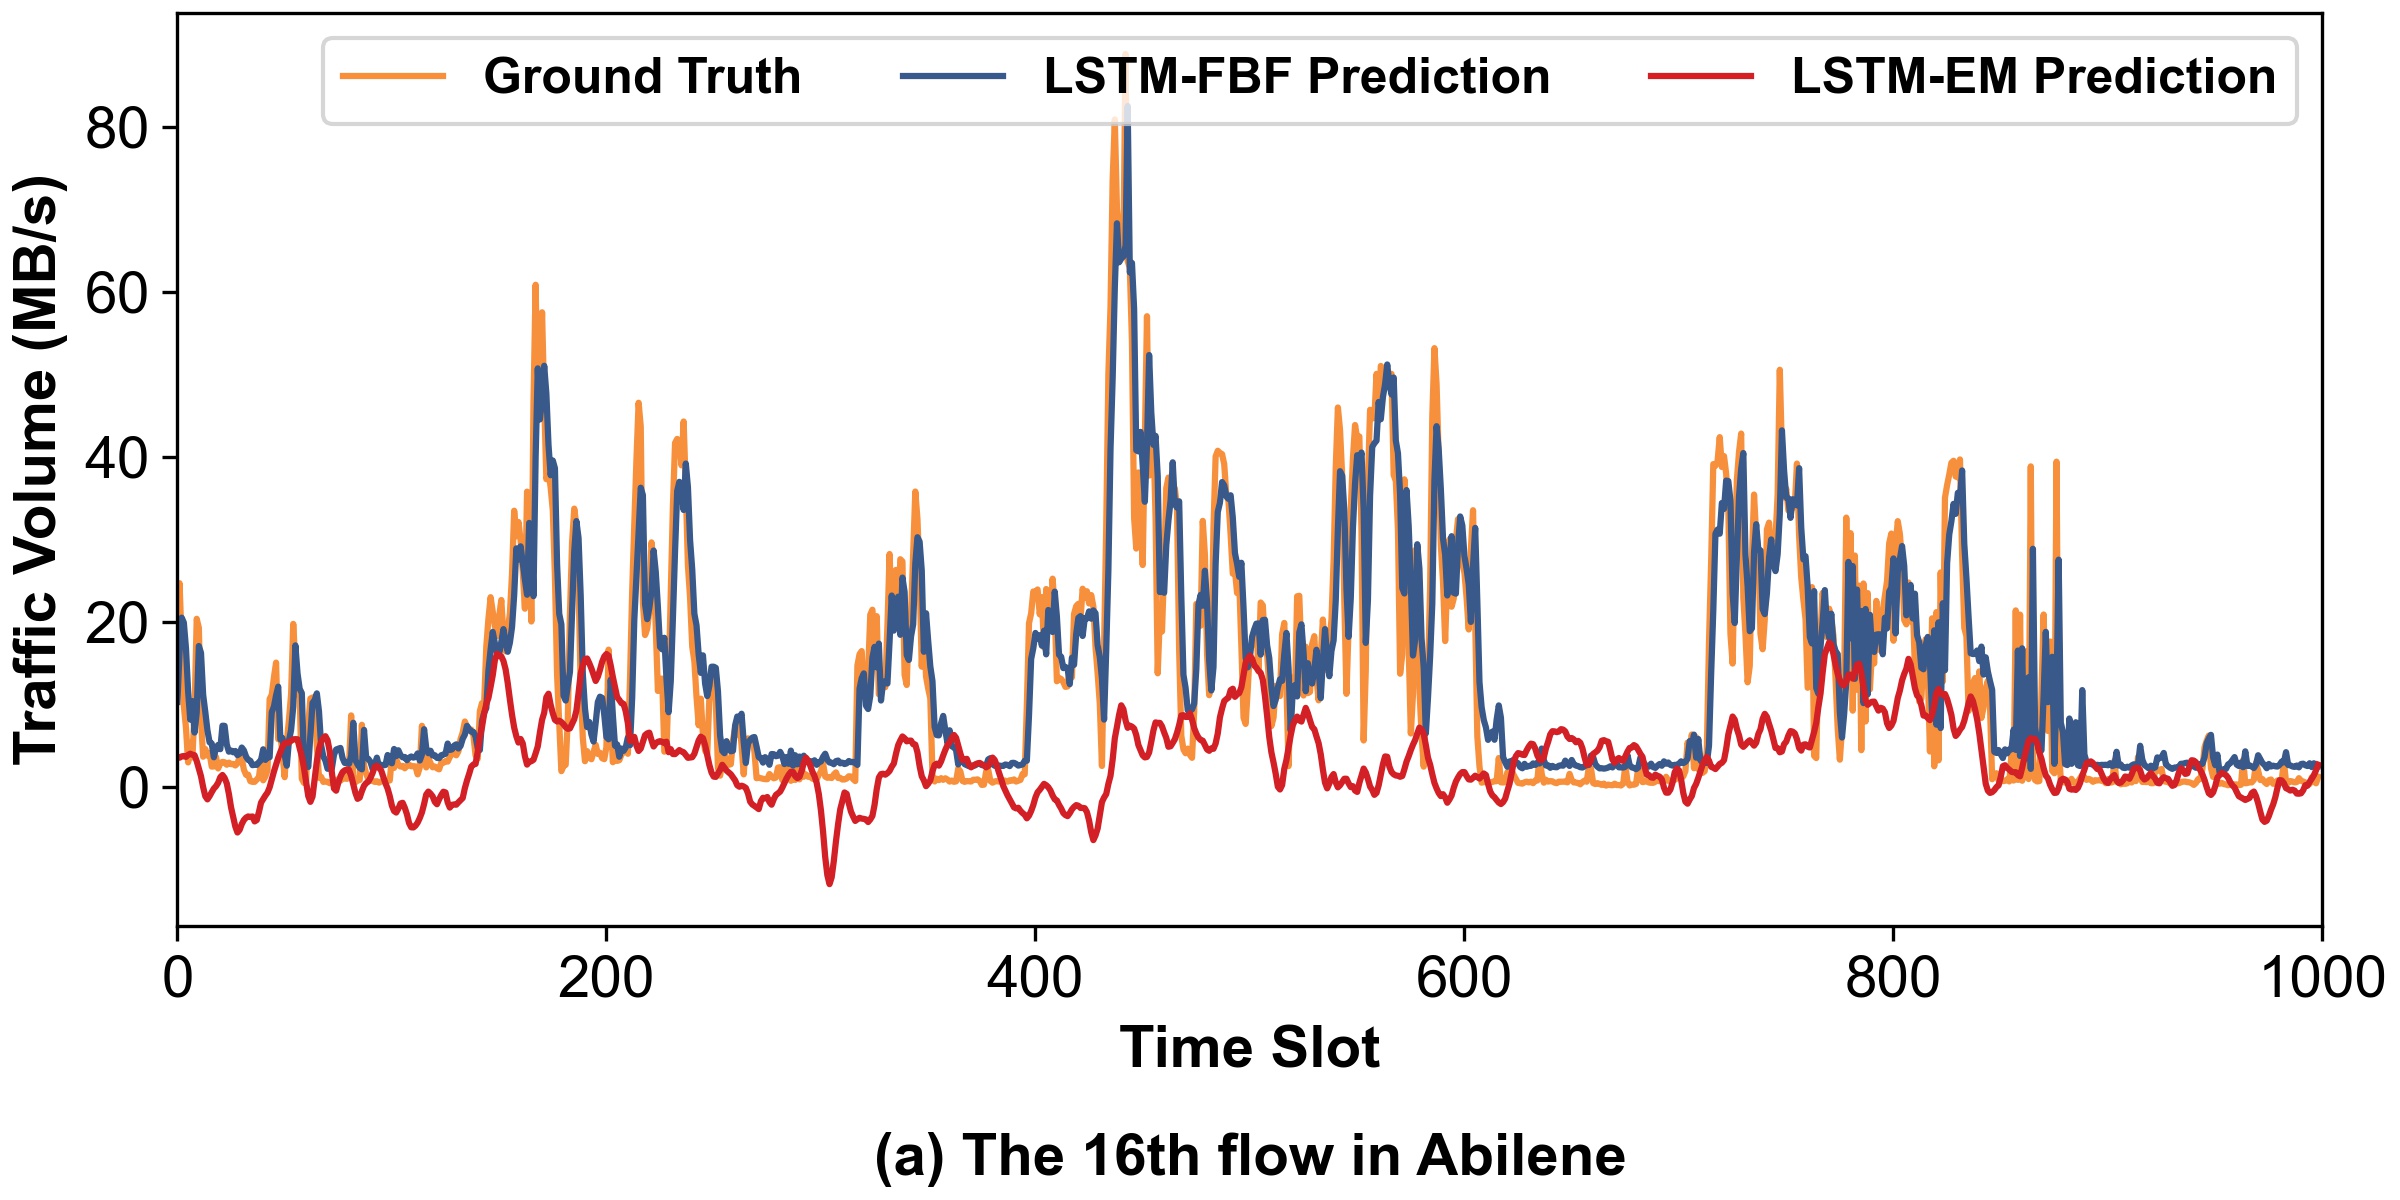 Ground Truth LSTM-FBF Prediction LSTM-EM Prediction
Traffic Volume (MB/s)
80
60
40
20
0
0 200 400 600 800 1000
Time Slot
(a) The 16th flow in Abilene